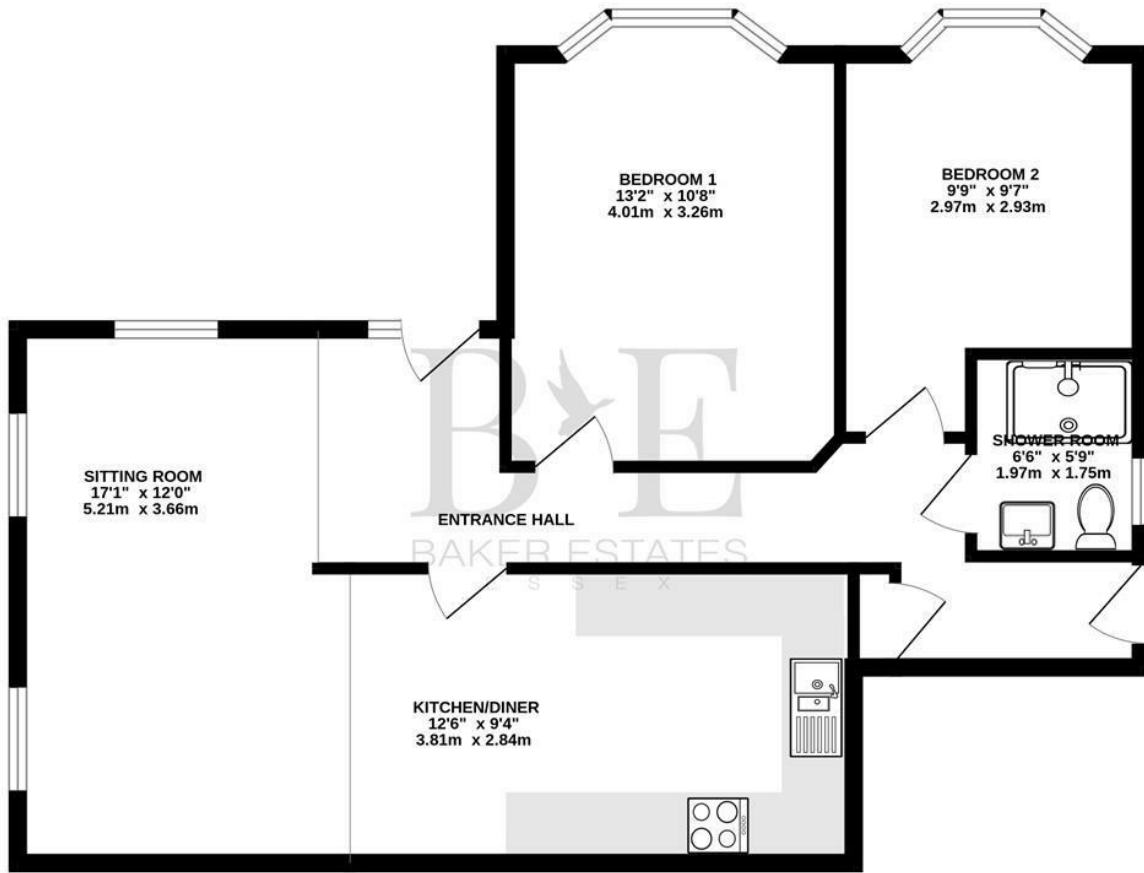 BEDROOM 1
13'2" x 10'8"
4.01m x 3.26m
BEDROOM 2
9'9" x 9'7"
2.97m x 2.93m
SITTING ROOM
17'1" x 12'0"
5.21m x 3.66m
SHOWER ROOM
6'6" x 5'9"
1.97m x 1.75m
ENTRANCE HALL
B E
BAKER ESTATES
ESSEX
KITCHEN/DINER
12'6" x 9'4"
3.81m x 2.84m